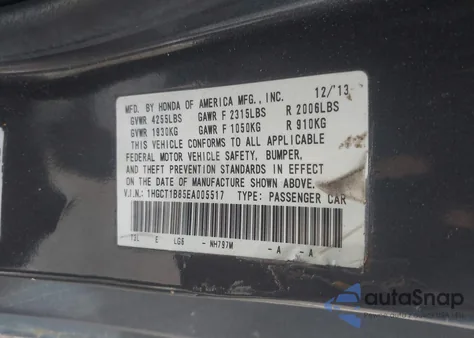 MFD. BY HONDA OF AMERICA MFG., INC. 12/13
GVWR 4255LBS GAWR F 2315LBS R 2006LBS
GVWR 1930KG GAWR F 1050KG R 910KG
THIS VEHICLE CONFORMS TO ALL APPLICABLE
FEDERAL MOTOR VEHICLE SAFETY, BUMPER,
AND THEFT PREVENTION STANDARDS IN EFFECT
ON THE DATE OF MANUFACTURE SHOWN ABOVE.
V.I.N.: 1HGCT1B85EA005517 TYPE: PASSENGER CAR
E LG6 - NH797M - A - A
autaSnap